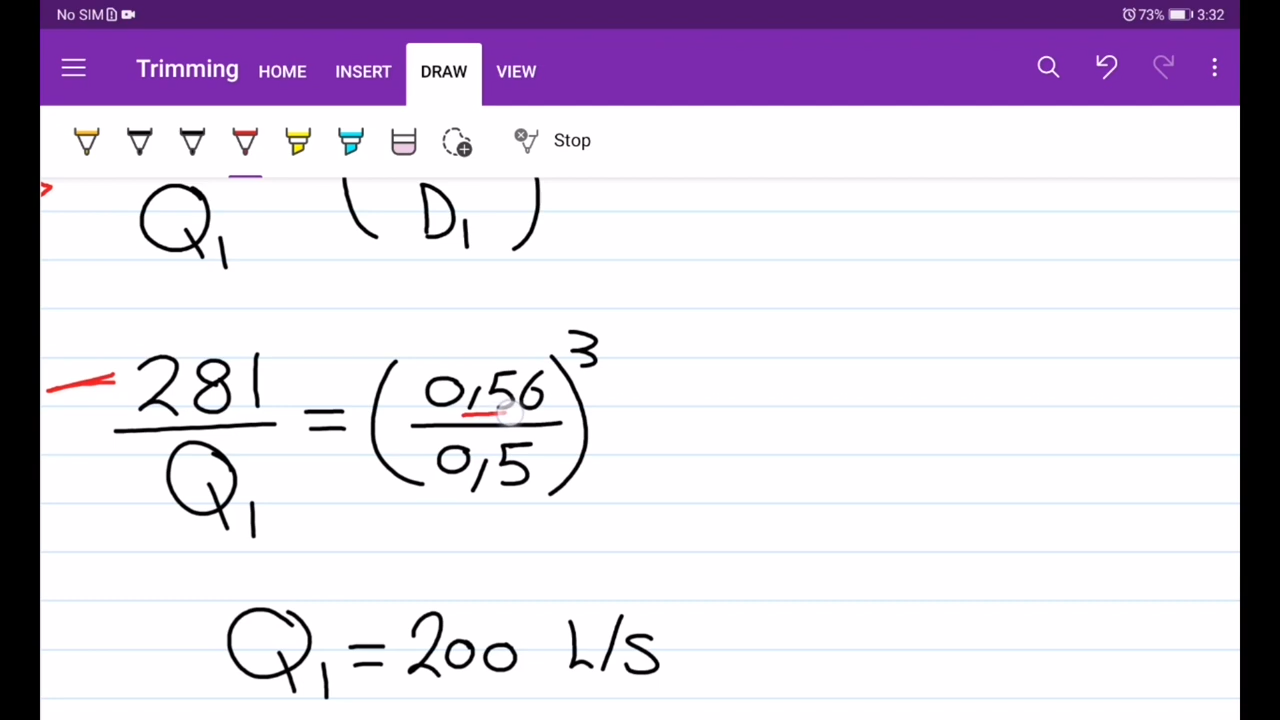 No SIM 73% 3:32
Trimming HOME INSERT DRAW VIEW
Stop
Q1 ( D1 )
281 / Q1 = ( 0,56 / 0,5 )^3
Q1 = 200 L/S